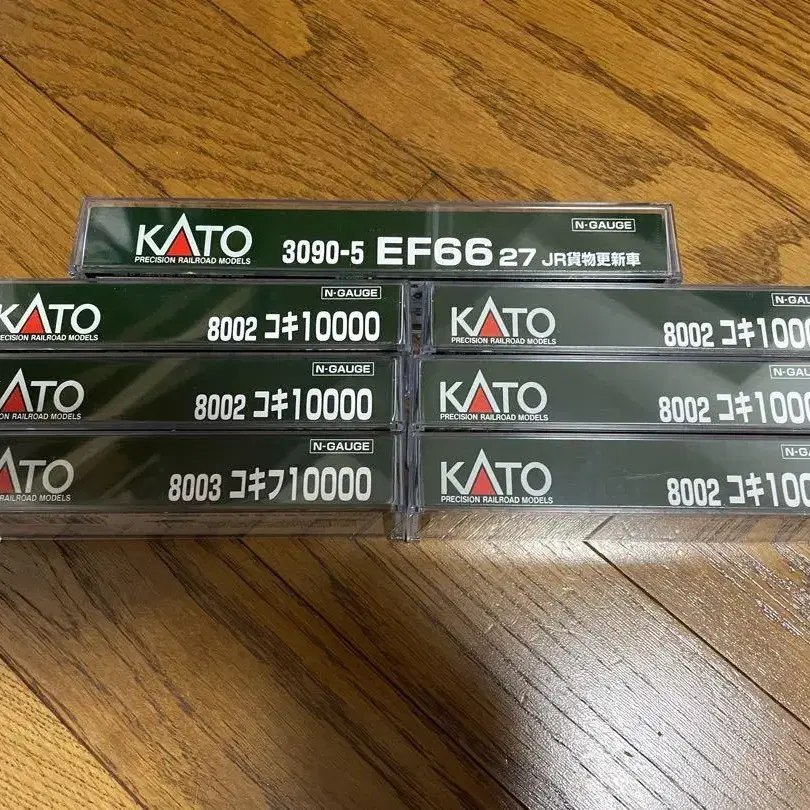 N-GAUGE
KATO 3090-5 EF66 27 JR貨物更新車
PRECISION RAILROAD MODELS
N-GAUGE
KATO 8002 コキ10000
PRECISION RAILROAD MODELS
N-GAUGE
KATO 8002 コキ1000
PRECISION RAILROAD MODELS
N-GAUGE
KATO 8002 コキ10000
RAILROAD MODELS
N-GAU
KATO 8002 コキ100
PRECISION RAILROAD MODELS
N-GAUGE
KATO 8003 コキフ10000
RAILROAD MODELS
N-G
KATO 8002 コキ100
PRECISION RAILROAD MODELS